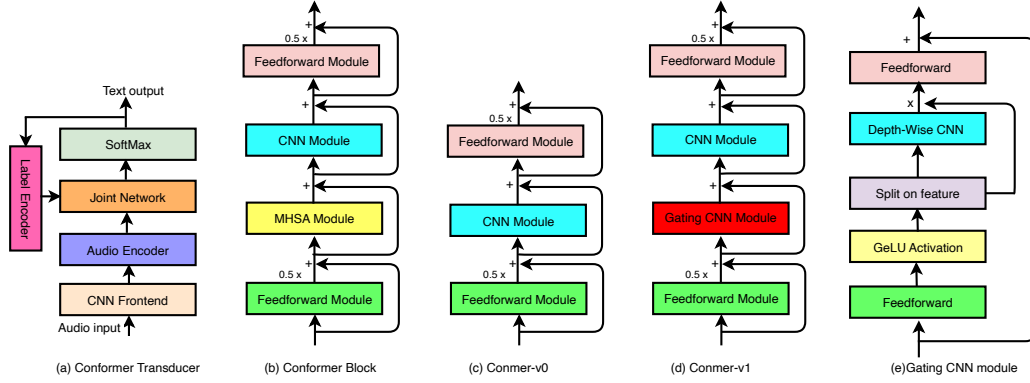 Text output
SoftMax
Label Encoder
Joint Network
Audio Encoder
CNN Frontend
Audio input
(a) Conformer Transducer
+
0.5 x
Feedforward Module
+
CNN Module
+
MHSA Module
+
0.5 x
Feedforward Module
(b) Conformer Block
+
0.5 x
Feedforward Module
+
CNN Module
+
0.5 x
Feedforward Module
(c) Conmer-v0
+
0.5 x
Feedforward Module
+
CNN Module
+
Gating CNN Module
+
0.5 x
Feedforward Module
(d) Conmer-v1
+
Feedforward
x
Depth-Wise CNN
Split on feature
GeLU Activation
Feedforward
(e)Gating CNN module